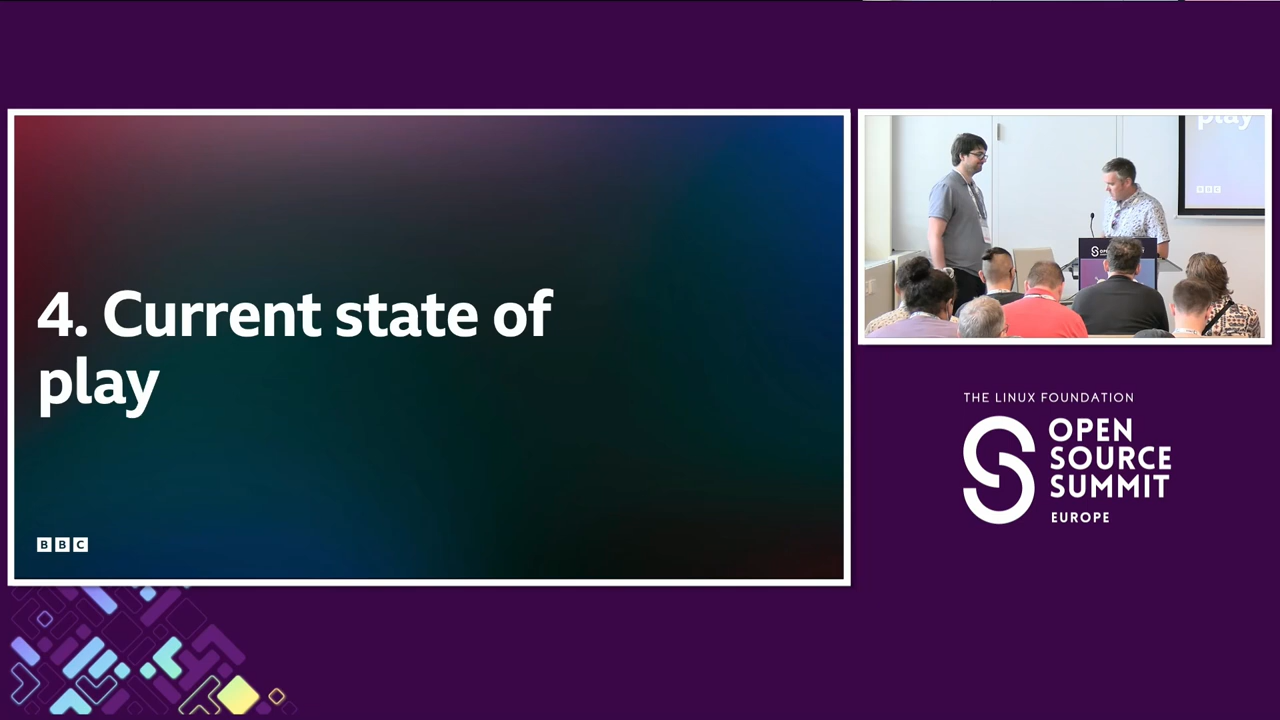 4. Current state of
play
BBC
play
BBC
THE LINUX FOUNDATION
OPEN
SOURCE
SUMMIT
EUROPE